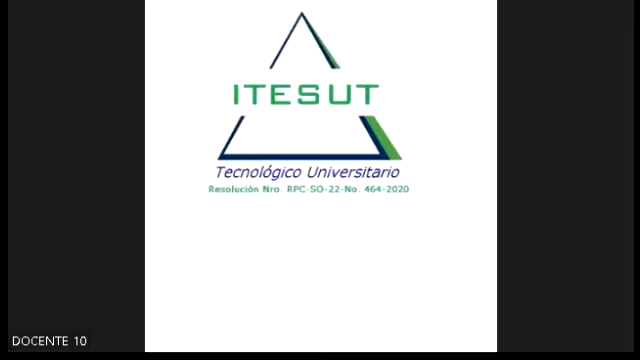 ITESUT
Tecnológico Universitario
Resolución Nro. RPC-SO-22-No. 464-2020
DOCENTE 10